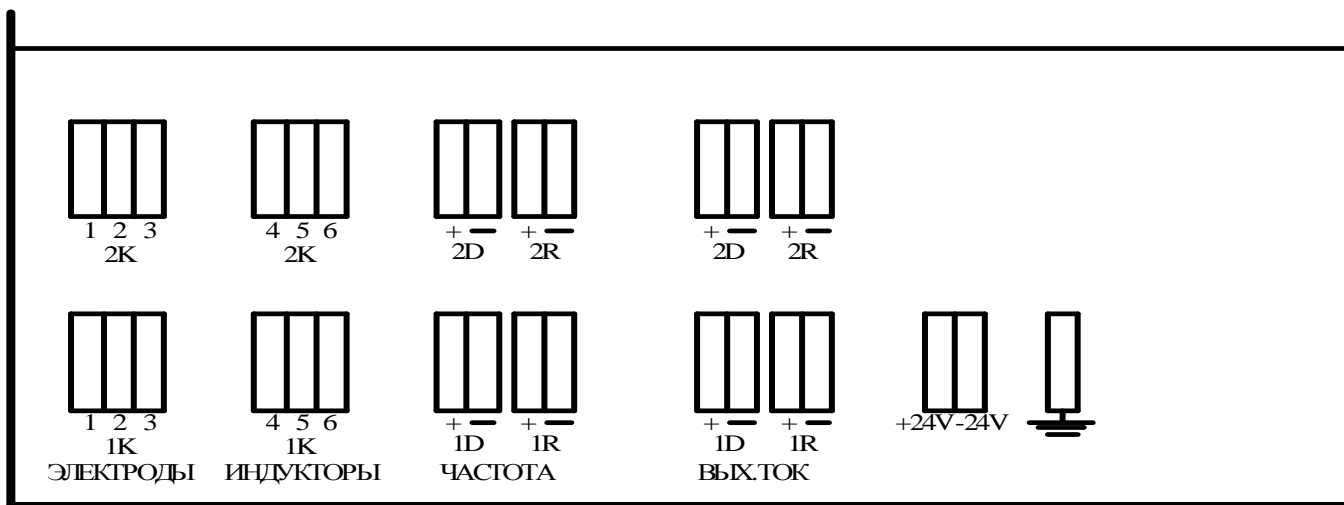 1 2 3 4 5 6 + — + — + — + —
2K 2K 2D 2R 2D 2R
1 2 3 4 5 6 + — + — + — + — +24V-24V
1K 1K 1D 1R 1D 1R
ЭЛЕКТРОДЫ ИНДУКТОРЫ ЧАСТОТА ВЫХ.ТОК